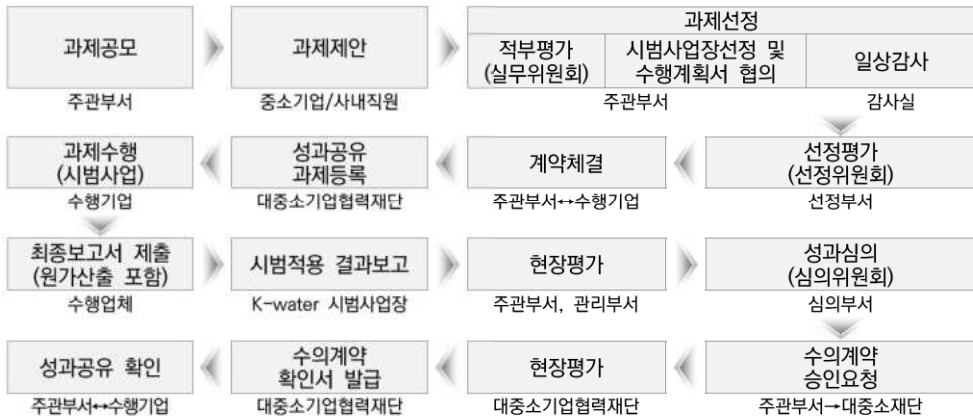 과제공모
과제제안
과제선정
적부평가
(실무위원회)
시범사업장선정 및
수행계획서 협의
일상감사
주관부서
중소기업/사내직원
주관부서
감사실
과제수행
(시범사업)
성과공유
과제등록
계약체결
선정평가
(선정위원회)
수행기업
대중소기업협력재단
주관부서↔수행기업
선정부서
최종보고서 제출
(원가산출 포함)
시범적용 결과보고
현장평가
성과심의
(심의위원회)
수행업체
K-water 시범사업장
주관부서, 관리부서
심의부서
성과공유 확인
수의계약
확인서 발급
현장평가
수의계약
승인요청
주관부서↔수행기업
대중소기업협력재단
대중소기업협력재단
주관부서→대중소재단